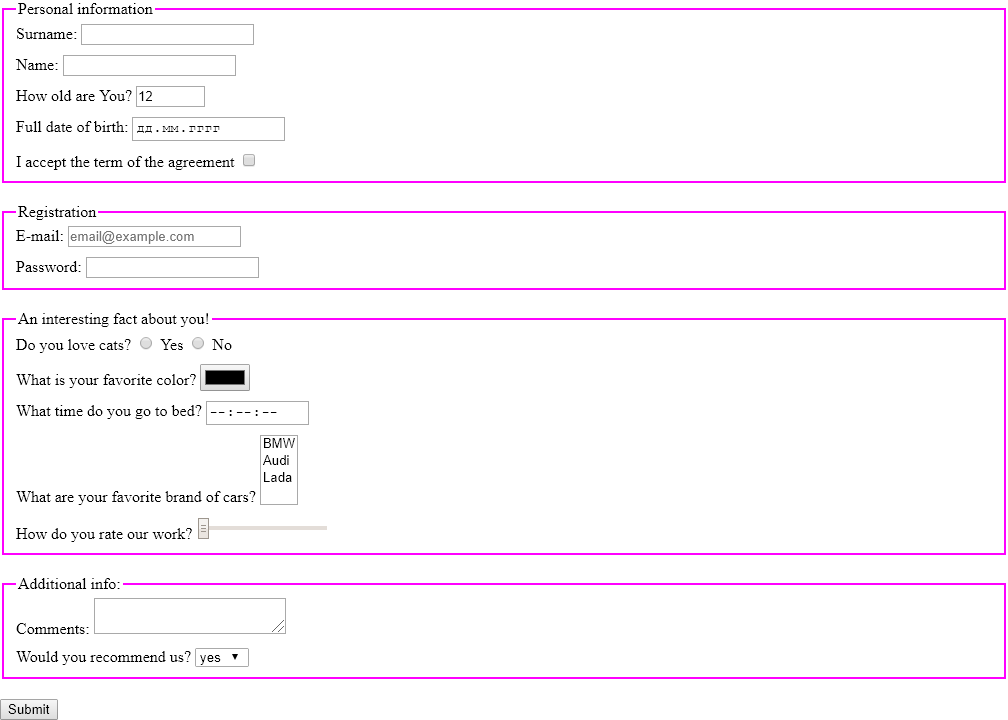 Personal information
Surname:
Name:
How old are You? 12
Full date of birth: дд.мм.гггг
I accept the term of the agreement
Registration
E-mail: email@example.com
Password:
An interesting fact about you!
Do you love cats? Yes No
What is your favorite color?
What time do you go to bed? --:--:--
BMW
Audi
Lada
What are your favorite brand of cars?
How do you rate our work?
Additional info:
Comments:
Would you recommend us? yes
Submit